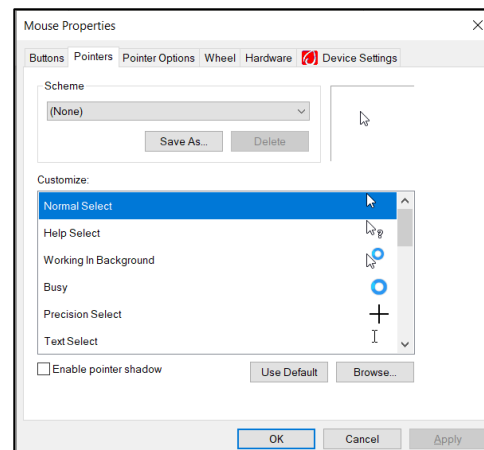 Mouse Properties
Buttons Pointers Pointer Options Wheel Hardware Device Settings
Scheme
(None)
Save As... Delete
Customize:
Normal Select
Help Select
Working In Background
Busy
Precision Select
Text Select
Enable pointer shadow Use Default Browse...
OK Cancel Apply